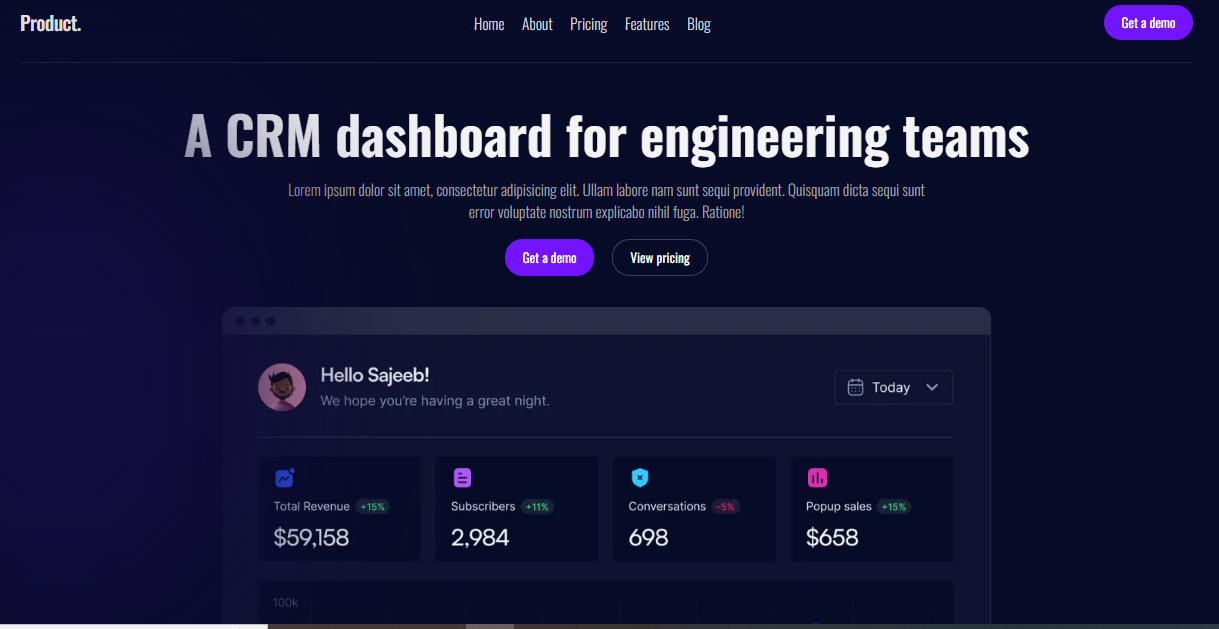 Product.
Home About Pricing Features Blog
Get a demo
A CRM dashboard for engineering teams
Lorem ipsum dolor sit amet, consectetur adipisicing elit. Ullam labore nam sunt sequi provident. Quisquam dicta sequi sunt
error voluptate nostrum explicabo nihil fuga. Ratione!
Get a demo View pricing
Hello Sajeeb!
We hope you're having a great night.
Today
Total Revenue +15%
$59,158
Subscribers +11%
2,984
Conversations -5%
698
Popup sales +15%
$658
100k